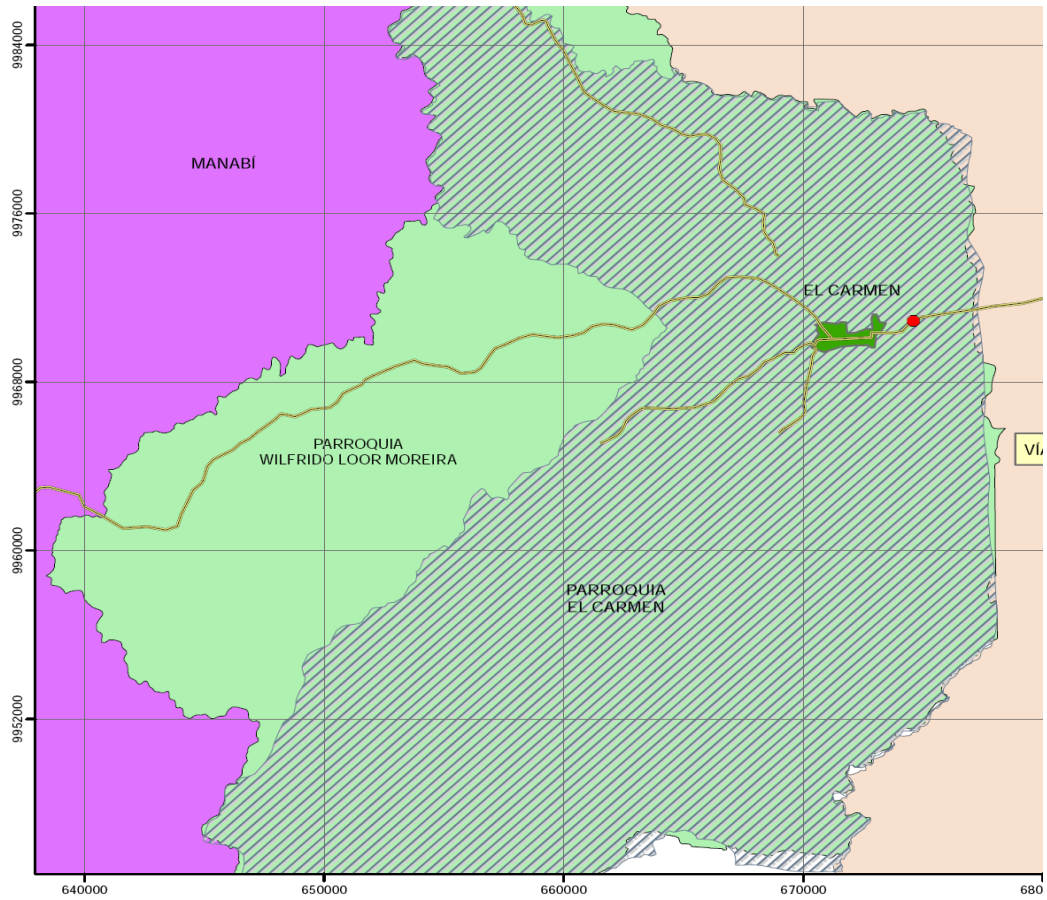 9984000
MANABÍ
9976000
EL CARMEN
9968000
PARROQUIA
WILFRIDO LOOR MOREIRA
VÍA
9960000
PARROQUIA
EL CARMEN
9952000
640000
650000
660000
670000
680